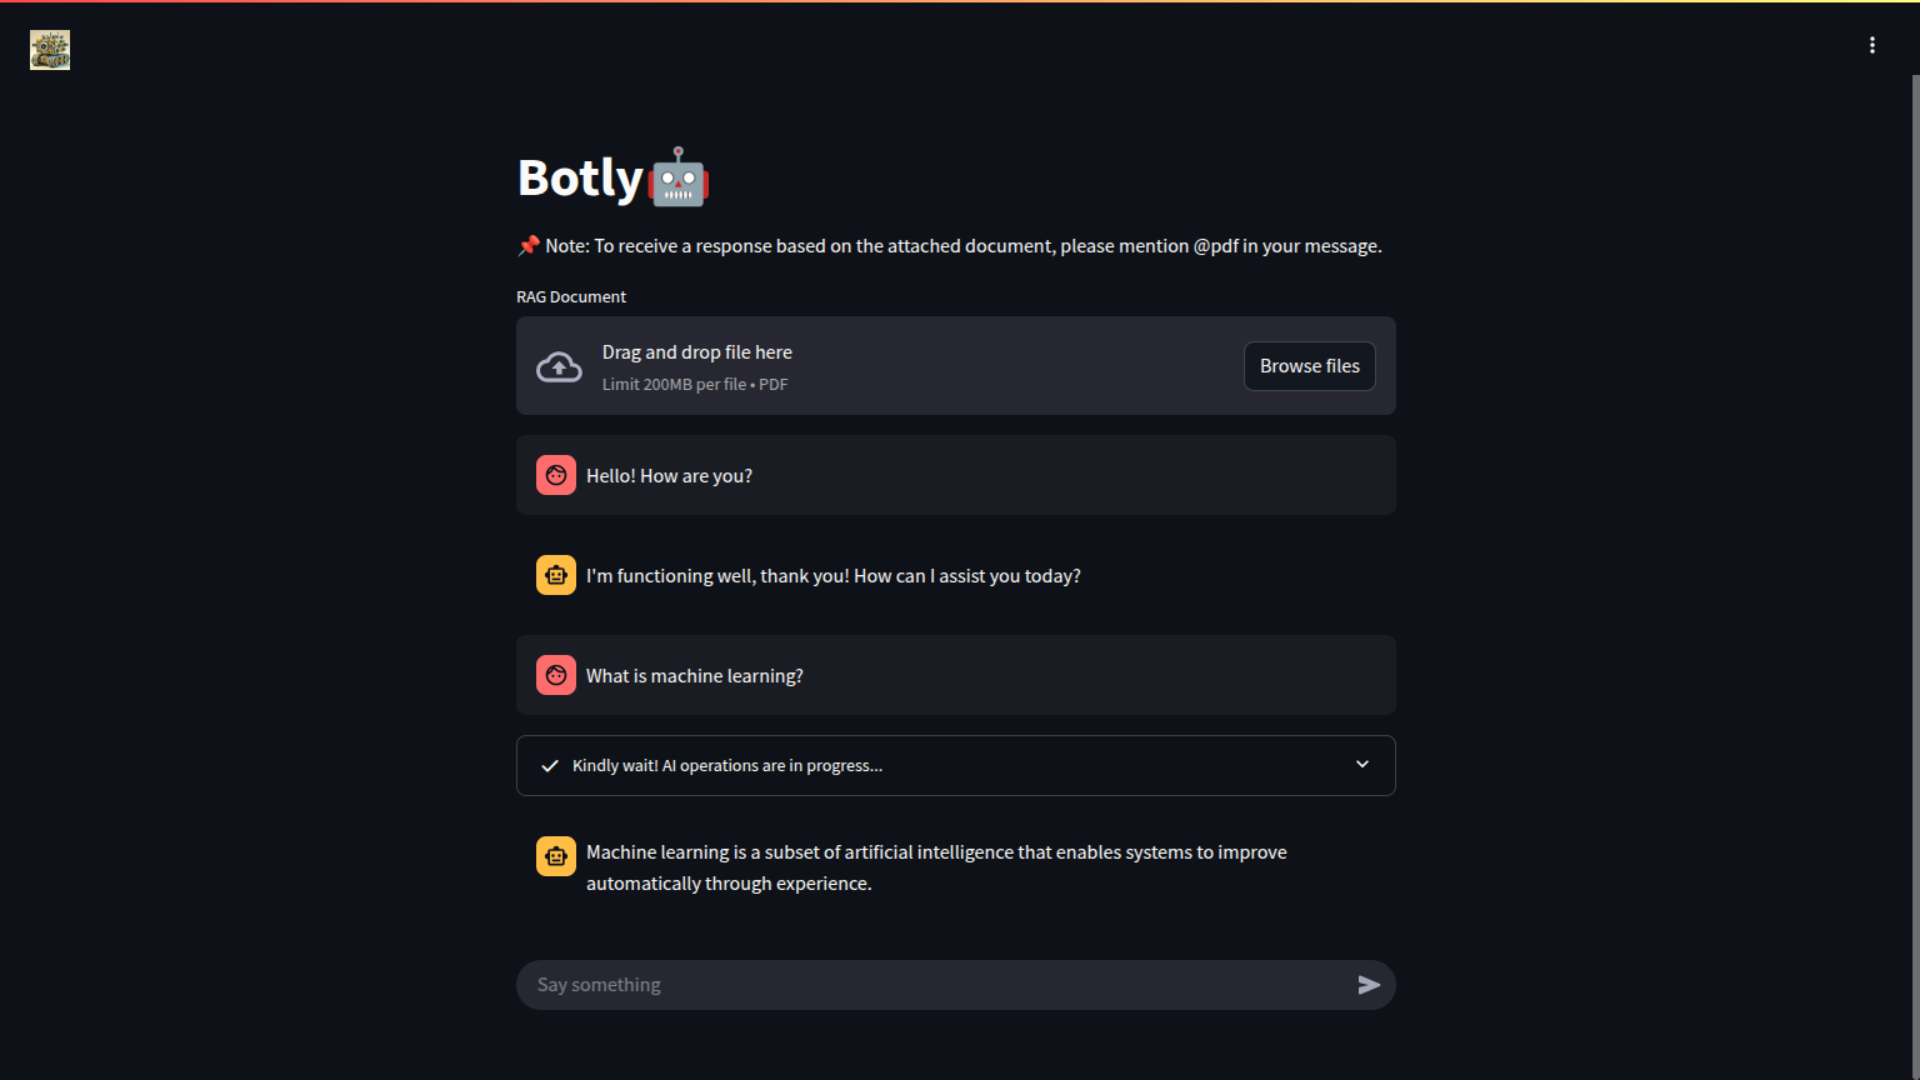 Botly🤖
📌 Note: To receive a response based on the attached document, please mention @pdf in your message.
RAG Document
Drag and drop file here
Limit 200MB per file • PDF
Browse files
Hello! How are you?
I'm functioning well, thank you! How can I assist you today?
What is machine learning?
Kindly wait! AI operations are in progress...
Machine learning is a subset of artificial intelligence that enables systems to improve
automatically through experience.
Say something